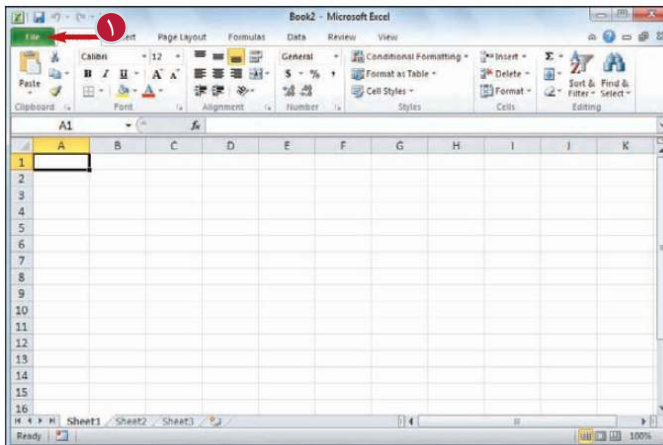 Book2 - Microsoft Excel
File Page Layout Formulas Data Review View
١
Calibri 12 General Conditional Formatting Insert Σ
Paste B I U A A $ % , Format as Table Delete Sort & Filter Find & Select
A Cell Styles Format
Clipboard Font Alignment Number Styles Cells Editing
A1 fx
A B C D E F G H I J K
1
2
3
4
5
6
7
8
9
10
11
12
13
14
15
16
Sheet1 Sheet2 Sheet3
Ready 100%